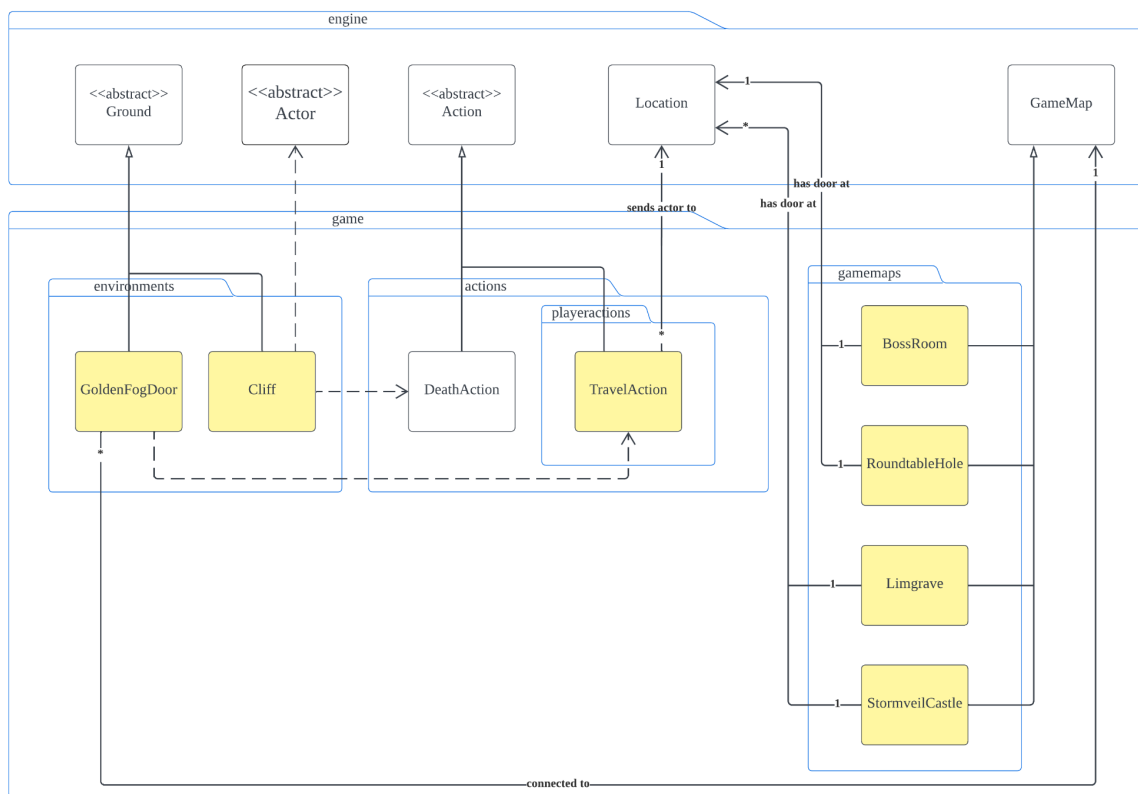 engine
<<abstract>>
Ground
<<abstract>>
Actor
<<abstract>>
Action
Location
GameMap
1
*
1
1
has door at
has door at
sends actor to
game
environments
actions
gamemaps
playeractions
*
1
BossRoom
GoldenFogDoor
Cliff
DeathAction
TravelAction
*
1
RoundtableHole
1
Limgrave
1
StormveilCastle
connected to